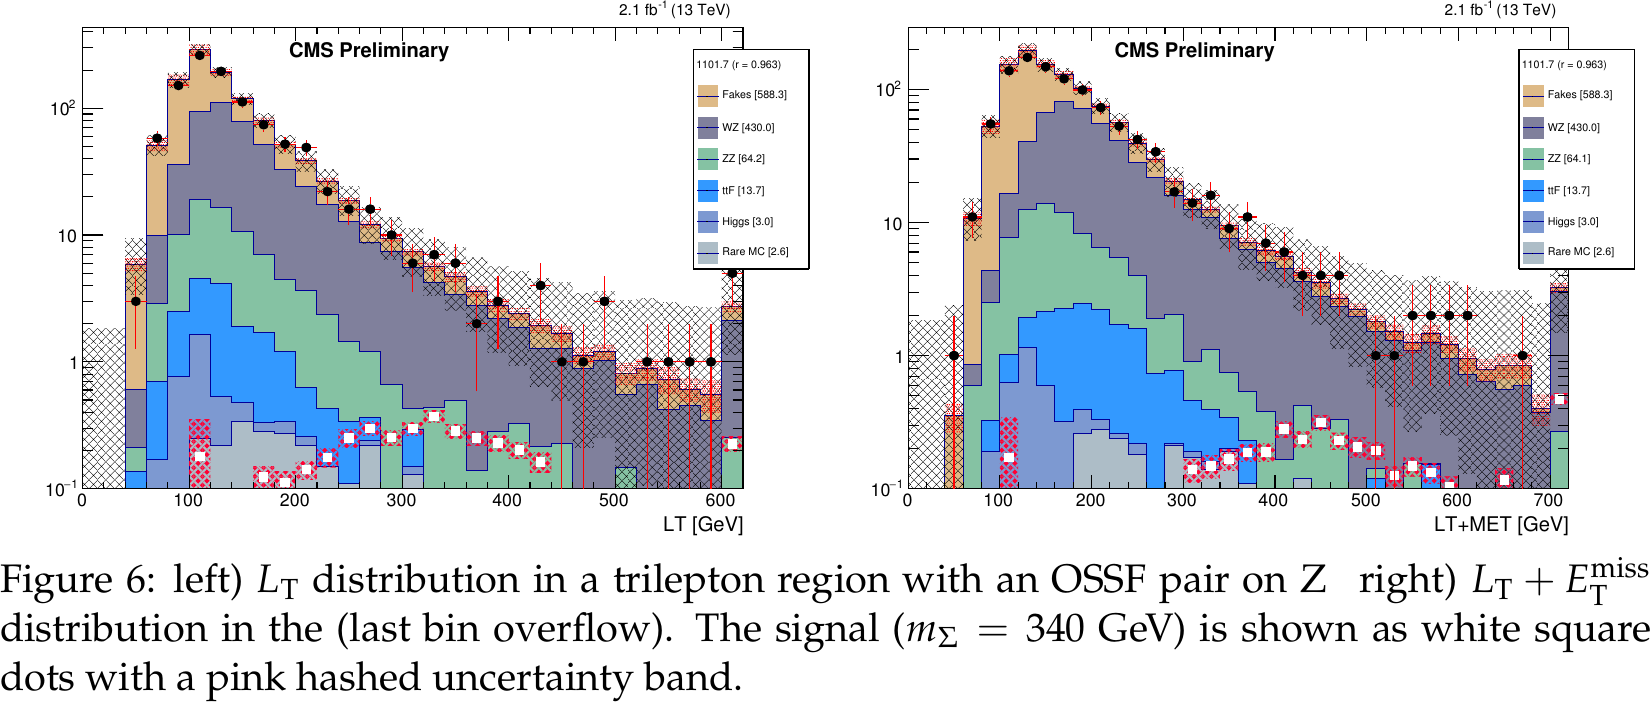 2.1 fb⁻¹ (13 TeV)
CMS Preliminary
1101.7 (r = 0.963)
Fakes [588.3]
WZ [430.0]
ZZ [64.2]
ttF [13.7]
Higgs [3.0]
Rare MC [2.6]
10²
10
1
10⁻¹
0 100 200 300 400 500 600
LT [GeV]
2.1 fb⁻¹ (13 TeV)
CMS Preliminary
1101.7 (r = 0.963)
Fakes [588.3]
WZ [430.0]
ZZ [64.1]
ttF [13.7]
Higgs [3.0]
Rare MC [2.6]
10²
10
1
10⁻¹
0 100 200 300 400 500 600 700
LT+MET [GeV]
Figure 6: left) L_T distribution in a trilepton region with an OSSF pair on Z right) L_T + E_T^miss
distribution in the (last bin overflow). The signal (m_Σ = 340 GeV) is shown as white square
dots with a pink hashed uncertainty band.